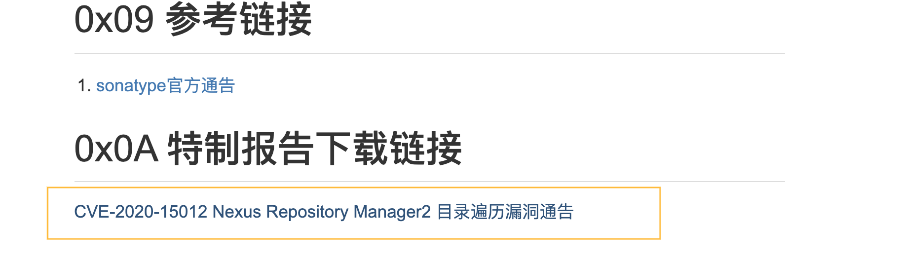 0x09 参考链接
1. sonatype官方通告
0x0A 特制报告下载链接
CVE-2020-15012 Nexus Repository Manager2 目录遍历漏洞通告